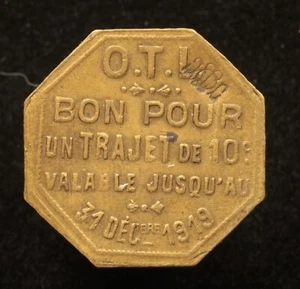 O.T.L
BON POUR
UN TRAJET DE 10c
VALABLE JUSQU'AU
31 DÉCBRE 1919